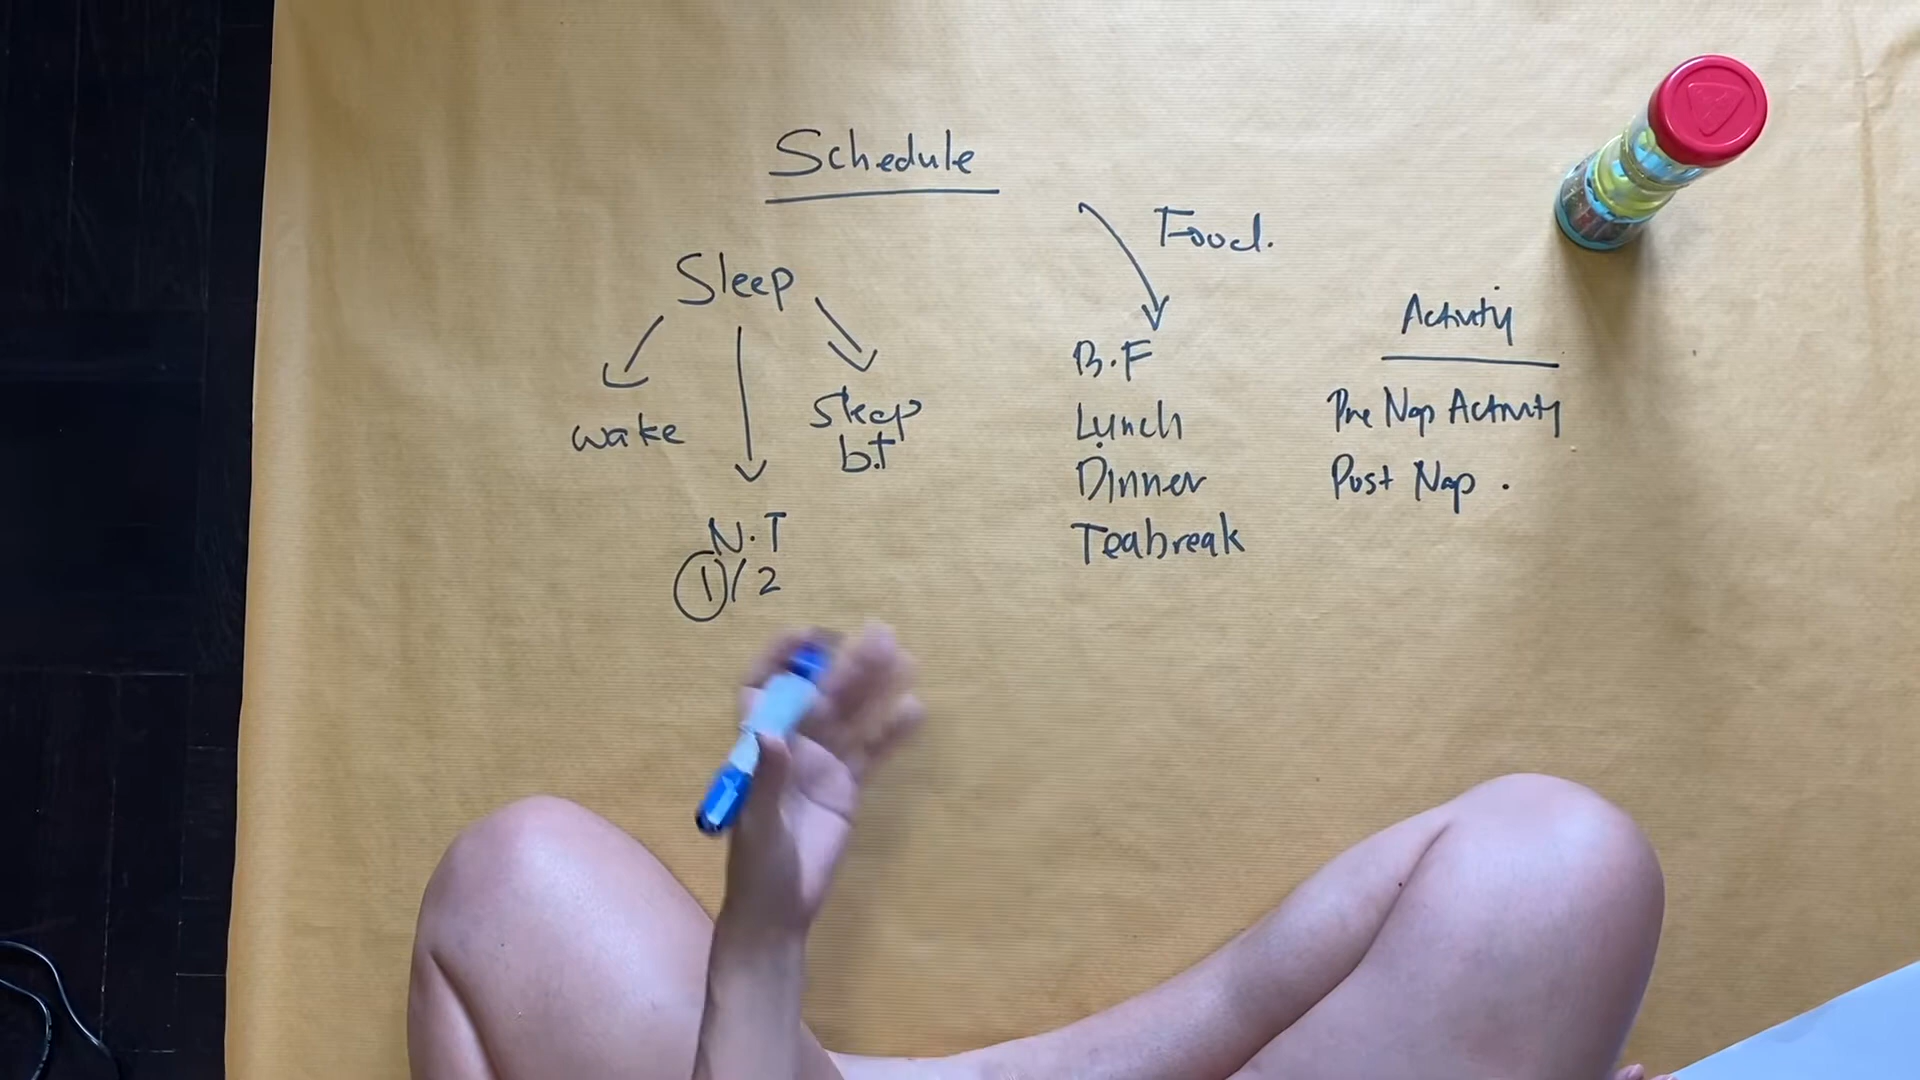 Schedule
Sleep
wake
Sleep
b.t
N.T
1/2
Food.
B.F
Lunch
Dinner
Teabreak
Activity
Pre Nap Activity
Post Nap .